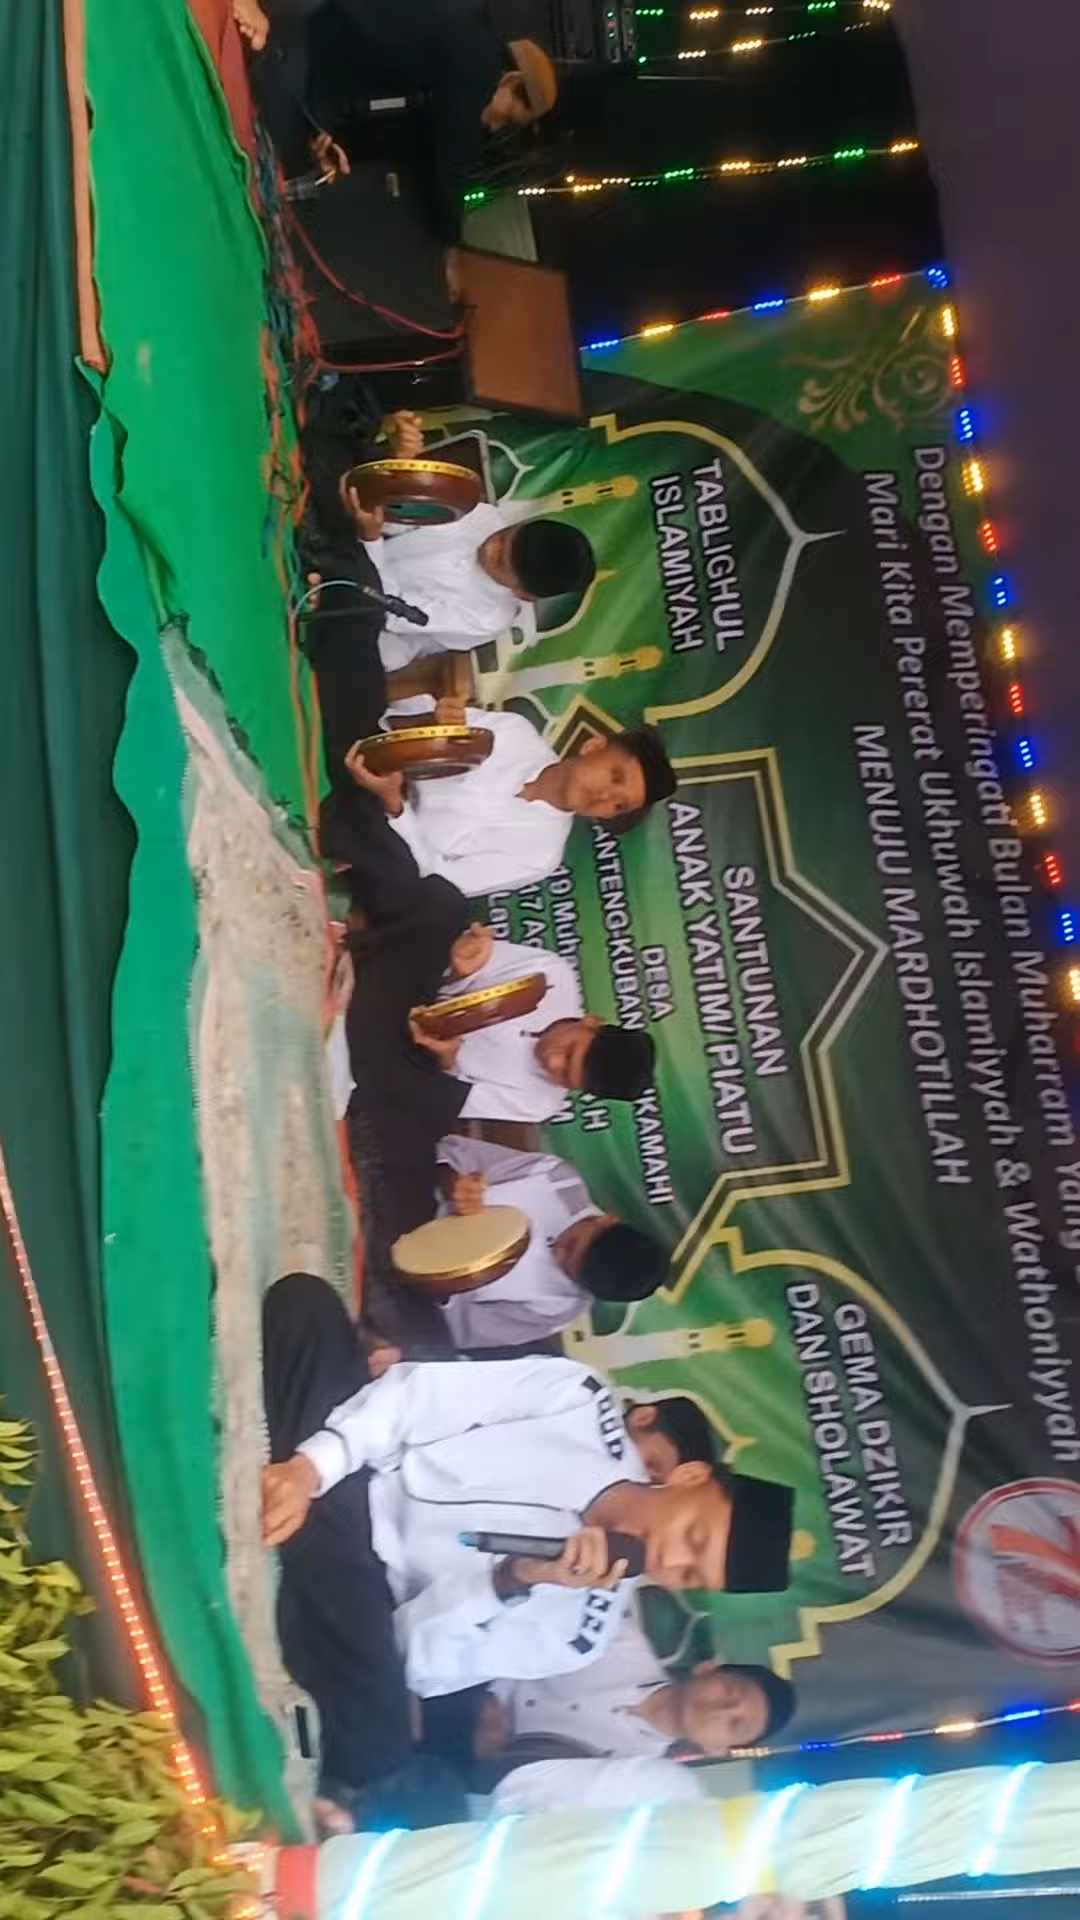 Dengan Memperingati Bulan Muharram Yang
Mari Kita Pererat Ukhuwah Islamiyyah & Wathoniyyah
MENUJU MARDHOTILLAH
TABLIGHUL
ISLAMIYAH
SANTUNAN
ANAK YATIM/ PIATU
DESA
GEMA DZIKIR
DAN SHOLAWAT